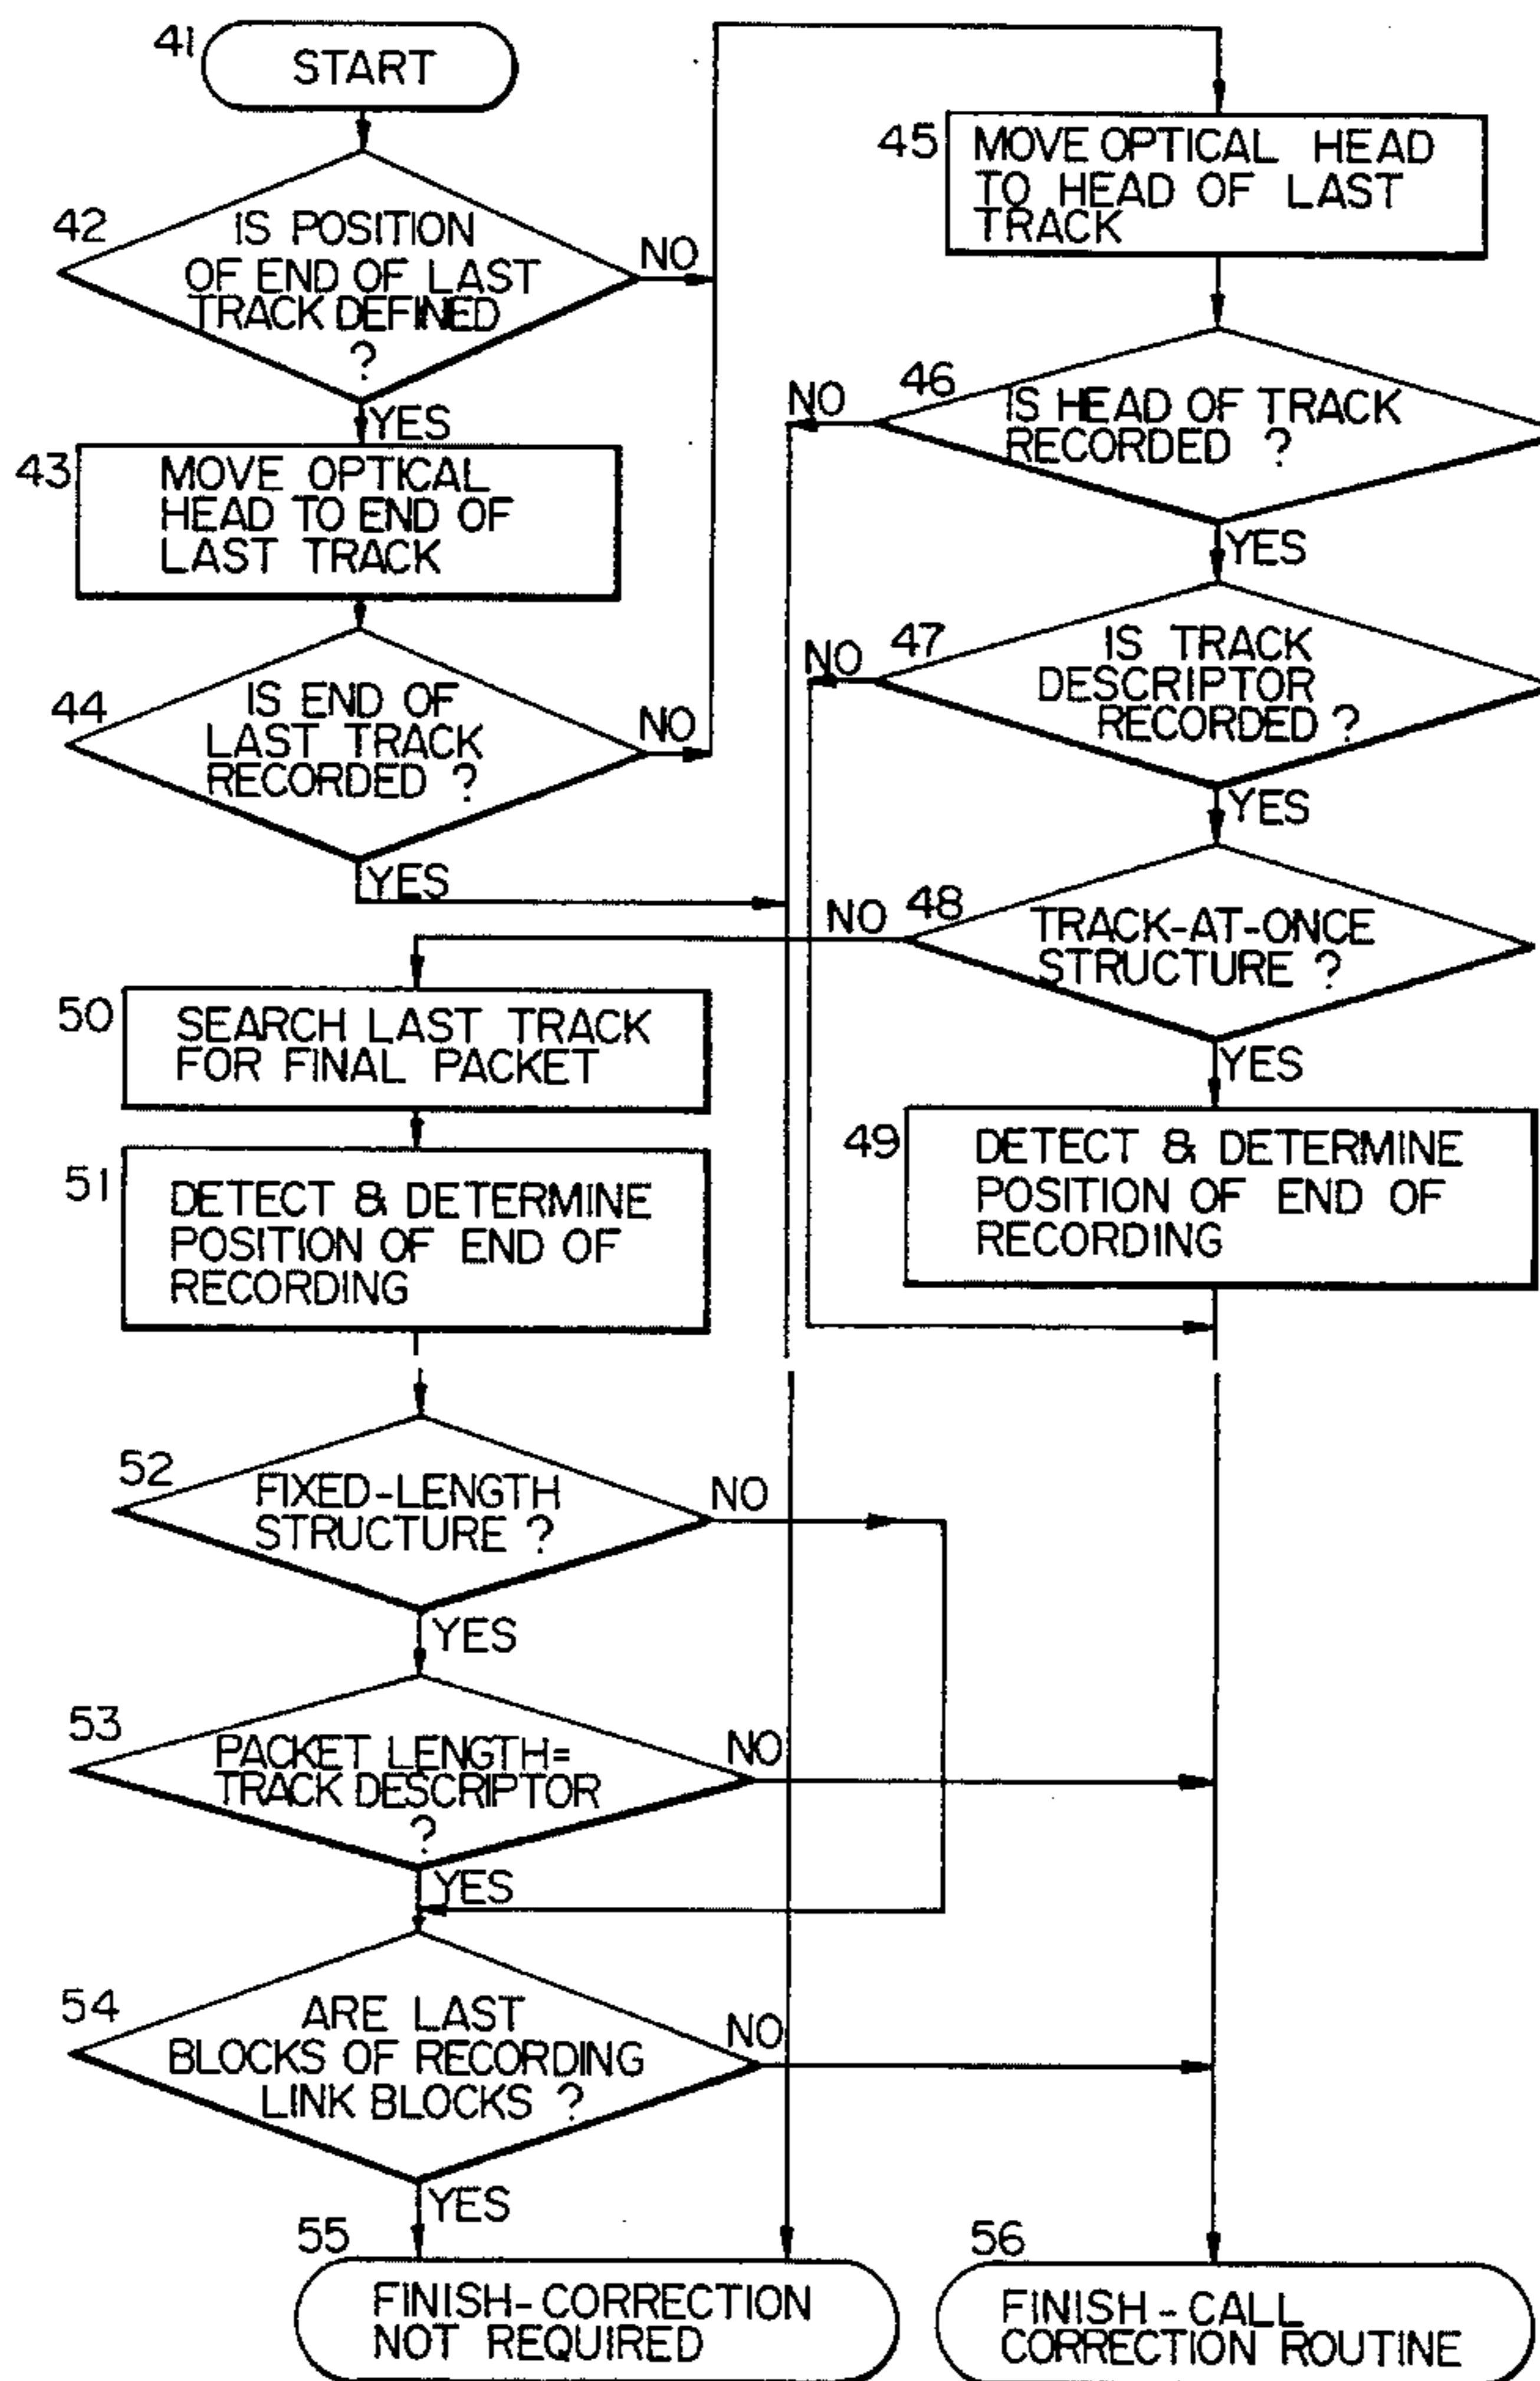 41
START
42
IS POSITION
OF END OF LAST
TRACK DEFINED
?
NO
YES
43
MOVE OPTICAL
HEAD TO END OF
LAST TRACK
44
IS END OF
LAST TRACK
RECORDED ?
NO
YES
45
MOVE OPTICAL HEAD
TO HEAD OF LAST
TRACK
46
NO
IS HEAD OF TRACK
RECORDED ?
YES
47
NO
IS TRACK
DESCRIPTOR
RECORDED ?
YES
48
NO
TRACK-AT-ONCE
STRUCTURE ?
YES
49
DETECT & DETERMINE
POSITION OF END OF
RECORDING
50
SEARCH LAST TRACK
FOR FINAL PACKET
51
DETECT & DETERMINE
POSITION OF END OF
RECORDING
52
FIXED-LENGTH
STRUCTURE ?
NO
YES
53
PACKET LENGTH=
TRACK DESCRIPTOR
?
NO
YES
54
ARE LAST
BLOCKS OF RECORDING
LINK BLOCKS ?
NO
YES
55
FINISH-CORRECTION
NOT REQUIRED
56
FINISH-CALL
CORRECTION ROUTINE